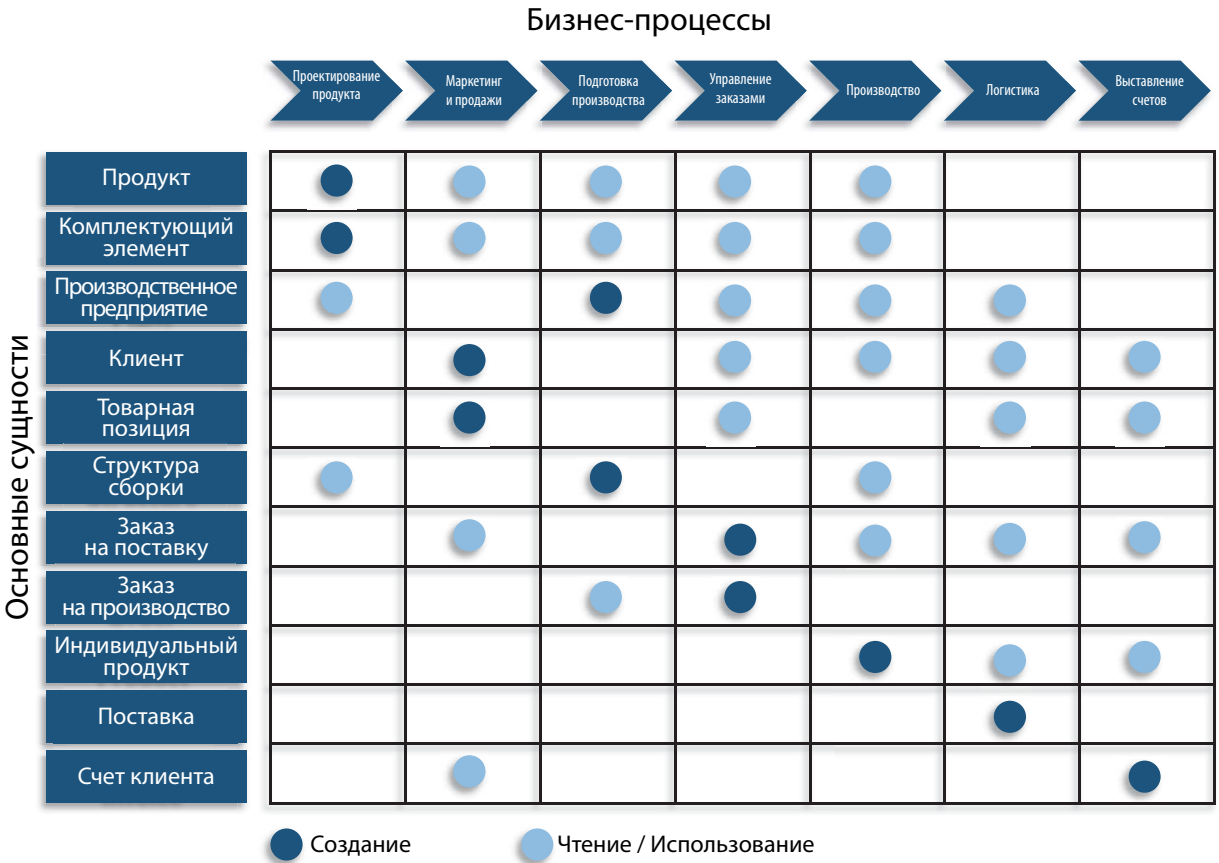 Бизнес-процессы
Проектирование
продукта
Маркетинг
и продажи
Подготовка
производства
Управление
заказами
Производство
Логистика
Выставление
счетов
Основные сущности
Продукт
Комплектующий
элемент
Производственное
предприятие
Клиент
Товарная
позиция
Структура
сборки
Заказ
на поставку
Заказ
на производство
Индивидуальный
продукт
Поставка
Счет клиента
Создание
Чтение / Использование